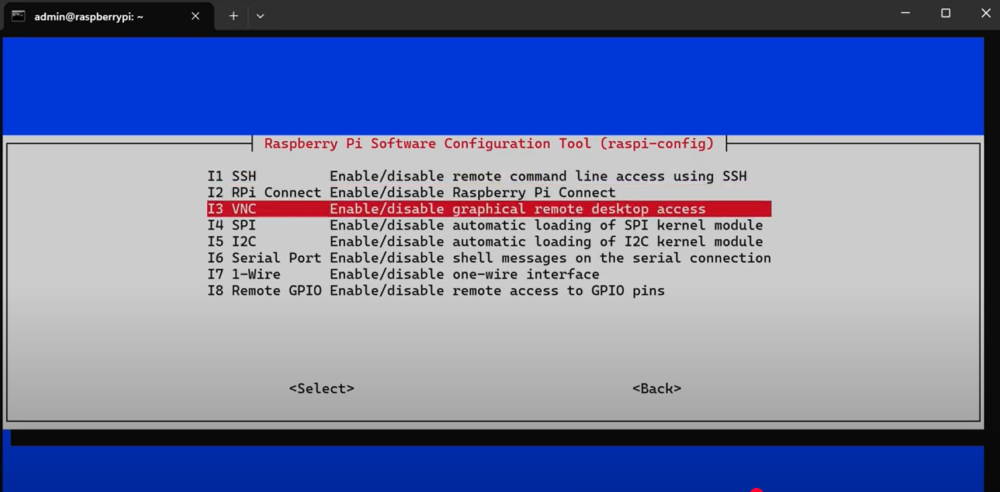 admin@raspberrypi: ~
Raspberry Pi Software Configuration Tool (raspi-config)
I1 SSH Enable/disable remote command line access using SSH
I2 RPi Connect Enable/disable Raspberry Pi Connect
I3 VNC Enable/disable graphical remote desktop access
I4 SPI Enable/disable automatic loading of SPI kernel module
I5 I2C Enable/disable automatic loading of I2C kernel module
I6 Serial Port Enable/disable shell messages on the serial connection
I7 1-Wire Enable/disable one-wire interface
I8 Remote GPIO Enable/disable remote access to GPIO pins
<Select> <Back>